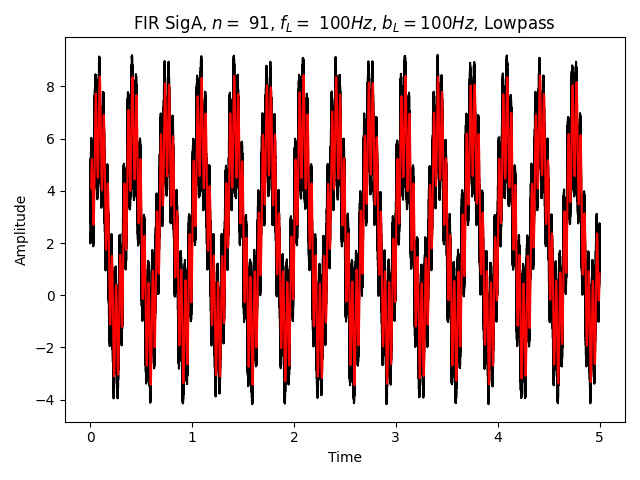 FIR SigA, n = 91, f_L = 100Hz, b_L = 100Hz, Lowpass
8
6
4
2
0
−2
−4
Amplitude
0 1 2 3 4 5
Time